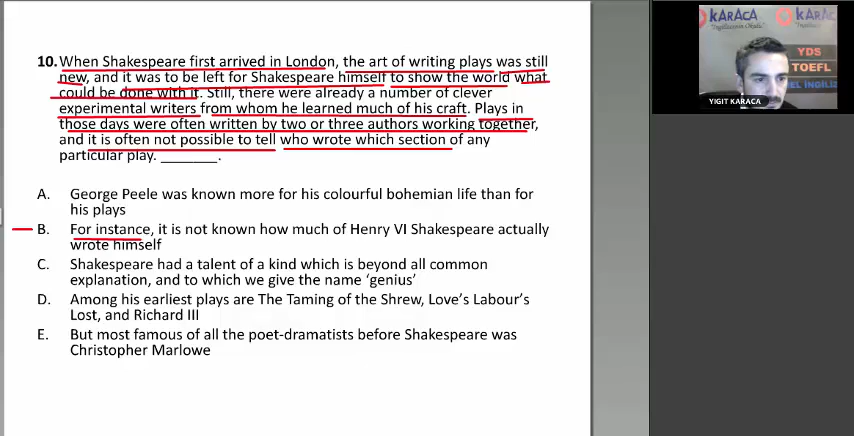 10. When Shakespeare first arrived in London, the art of writing plays was still
new, and it was to be left for Shakespeare himself to show the world what
could be done with it. Still, there were already a number of clever
experimental writers from whom he learned much of his craft. Plays in
those days were often written by two or three authors working together,
and it is often not possible to tell who wrote which section of any
particular play. _______.
A. George Peele was known more for his colourful bohemian life than for
his plays
B. For instance, it is not known how much of Henry VI Shakespeare actually
wrote himself
C. Shakespeare had a talent of a kind which is beyond all common
explanation, and to which we give the name ‘genius’
D. Among his earliest plays are The Taming of the Shrew, Love’s Labour’s
Lost, and Richard III
E. But most famous of all the poet-dramatists before Shakespeare was
Christopher Marlowe
KARACA
KARAC
YDS
TOEFL
EL İNGİLİZ
YIGIT KARACA